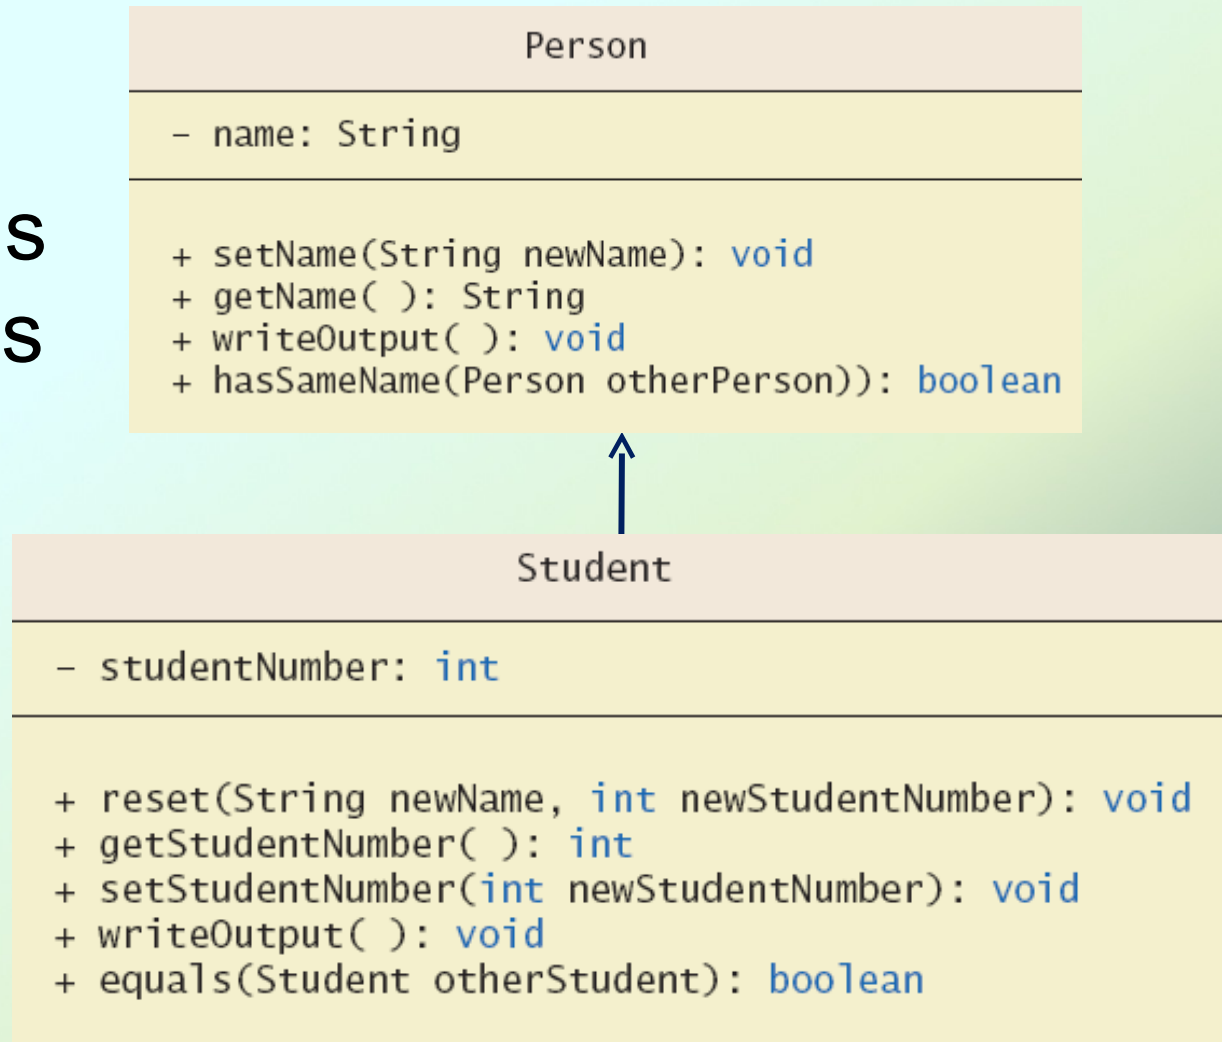 Person
- name: String
s
+ setName(String newName): void
+ getName( ): String
s
+ writeOutput( ): void
+ hasSameName(Person otherPerson)): boolean
Student
- studentNumber: int
+ reset(String newName, int newStudentNumber): void
+ getStudentNumber( ): int
+ setStudentNumber(int newStudentNumber): void
+ writeOutput( ): void
+ equals(Student otherStudent): boolean